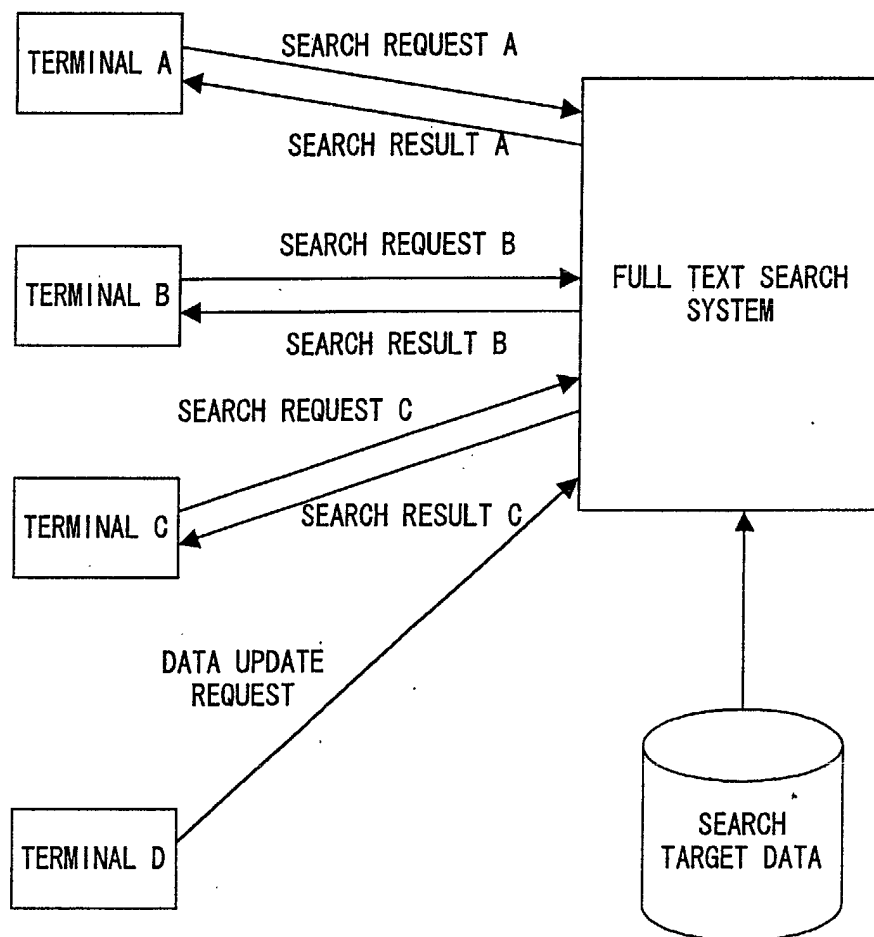 TERMINAL A
SEARCH REQUEST A
SEARCH RESULT A
TERMINAL B
SEARCH REQUEST B
SEARCH RESULT B
FULL TEXT SEARCH
SYSTEM
SEARCH REQUEST C
TERMINAL C
SEARCH RESULT C
DATA UPDATE
REQUEST
TERMINAL D
SEARCH
TARGET DATA